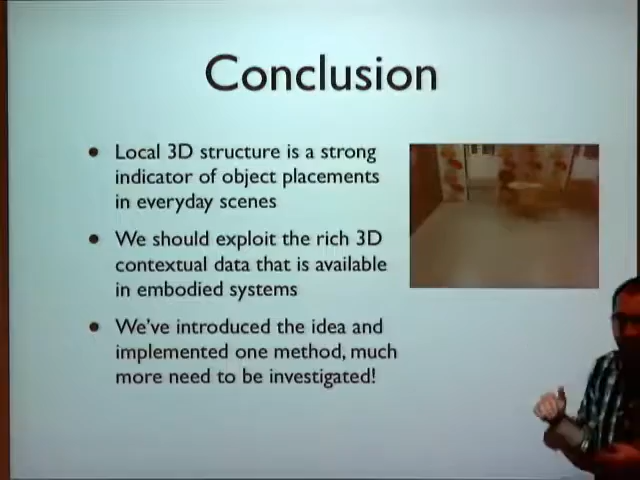 Conclusion
• Local 3D structure is a strong
indicator of object placements
in everyday scenes
• We should exploit the rich 3D
contextual data that is available
in embodied systems
• We've introduced the idea and
implemented one method, much
more need to be investigated!